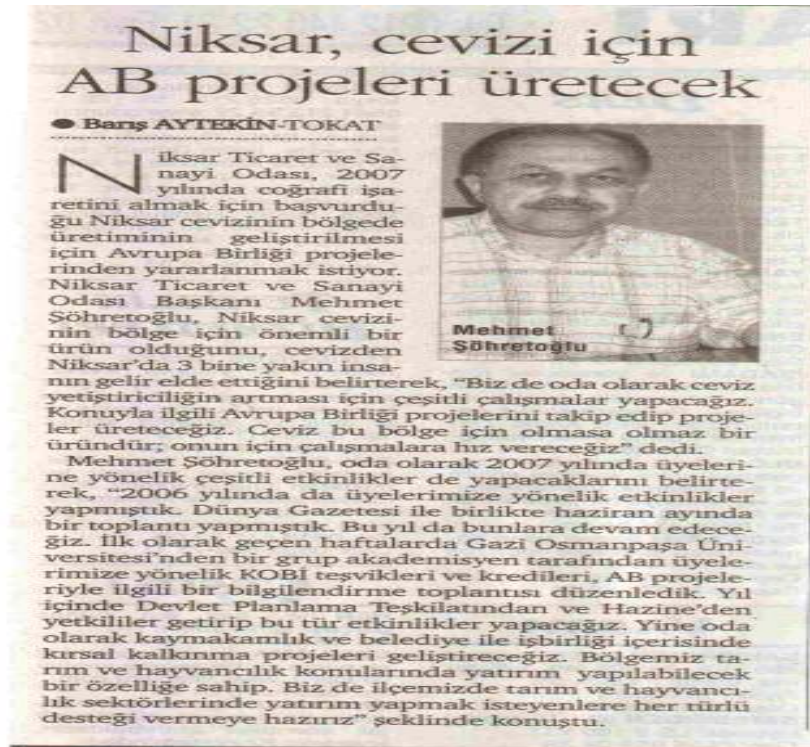 Niksar, cevizi için
AB projeleri üretecek
● Barış AYTEKİN-TOKAT
Niksar Ticaret ve Sa-
nayi Odası, 2007
yılında coğrafi işa-
retini almak için başvurdu-
ğu Niksar cevizinin bölgede
üretiminin geliştirilmesi
için Avrupa Birliği projele-
rinden yararlanmak istiyor.
Niksar Ticaret ve Sanayi
Odası Başkanı Mehmet
Şöhretoğlu, Niksar cevizi-
nin bölge için önemli bir
ürün olduğunu, cevizden
Niksar'da 3 bine yakın insa-
nın gelir elde ettiğini belirterek, "Biz de oda olarak ceviz
yetiştiriciliğin artması için çeşitli çalışmalar yapacağız.
Konuyla ilgili Avrupa Birliği projelerini takip edip proje-
ler üreteceğiz. Ceviz bu bölge için olmasa olmaz bir
üründür; onun için çalışmalara hız vereceğiz" dedi.
Mehmet Şöhretoğlu, oda olarak 2007 yılında üyeleri-
ne yönelik çeşitli etkinlikler de yapacaklarını belirte-
rek, "2006 yılında da üyelerimize yönelik etkinlikler
yapmıştık. Dünya Gazetesi ile birlikte haziran ayında
bir toplantı yapmıştık. Bu yıl da bunlara devam edece-
ğiz. İlk olarak geçen haftalarda Gazi Osmanpaşa Üni-
versitesi'nden bir grup akademisyen tarafından üyele-
rimize yönelik KOBİ teşvikleri ve kredileri, AB projele-
riyle ilgili bir bilgilendirme toplantısı düzenledik. Yıl
içinde Devlet Planlama Teşkilatından ve Hazine'den
yetkililer getirip bu tür etkinlikler yapacağız. Yine oda
olarak kaymakamlık ve belediye ile işbirliği içerisinde
kırsal kalkınma projeleri geliştireceğiz. Bölgemiz ta-
rım ve hayvancılık konularında yatırım yapılabilecek
bir özelliğe sahip. Biz de ilçemizde tarım ve hayvancı-
lık sektörlerinde yatırım yapmak isteyenlere her türlü
desteği vermeye hazırız" şeklinde konuştu.
Mehmet
Şöhretoğlu